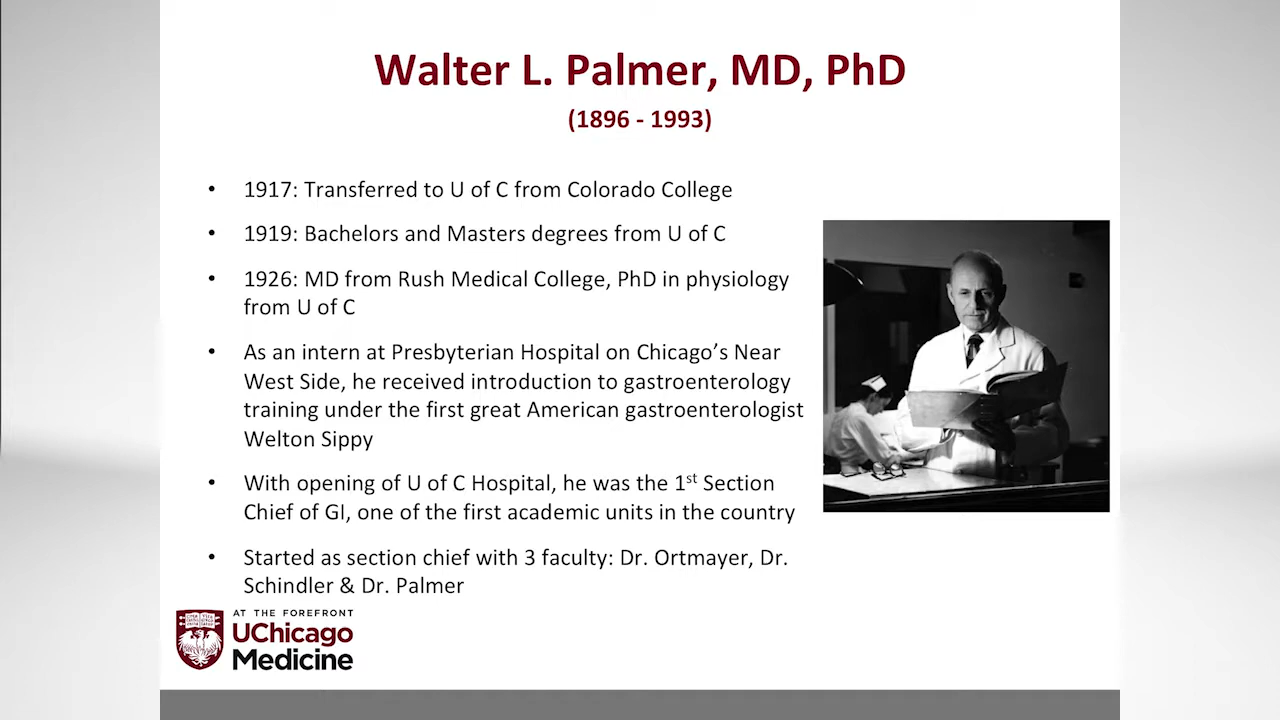 Walter L. Palmer, MD, PhD
(1896 - 1993)
• 1917: Transferred to U of C from Colorado College
• 1919: Bachelors and Masters degrees from U of C
• 1926: MD from Rush Medical College, PhD in physiology
from U of C
• As an intern at Presbyterian Hospital on Chicago’s Near
West Side, he received introduction to gastroenterology
training under the first great American gastroenterologist
Welton Sippy
• With opening of U of C Hospital, he was the 1st Section
Chief of GI, one of the first academic units in the country
• Started as section chief with 3 faculty: Dr. Ortmayer, Dr.
Schindler & Dr. Palmer
AT THE FOREFRONT
UChicago
Medicine